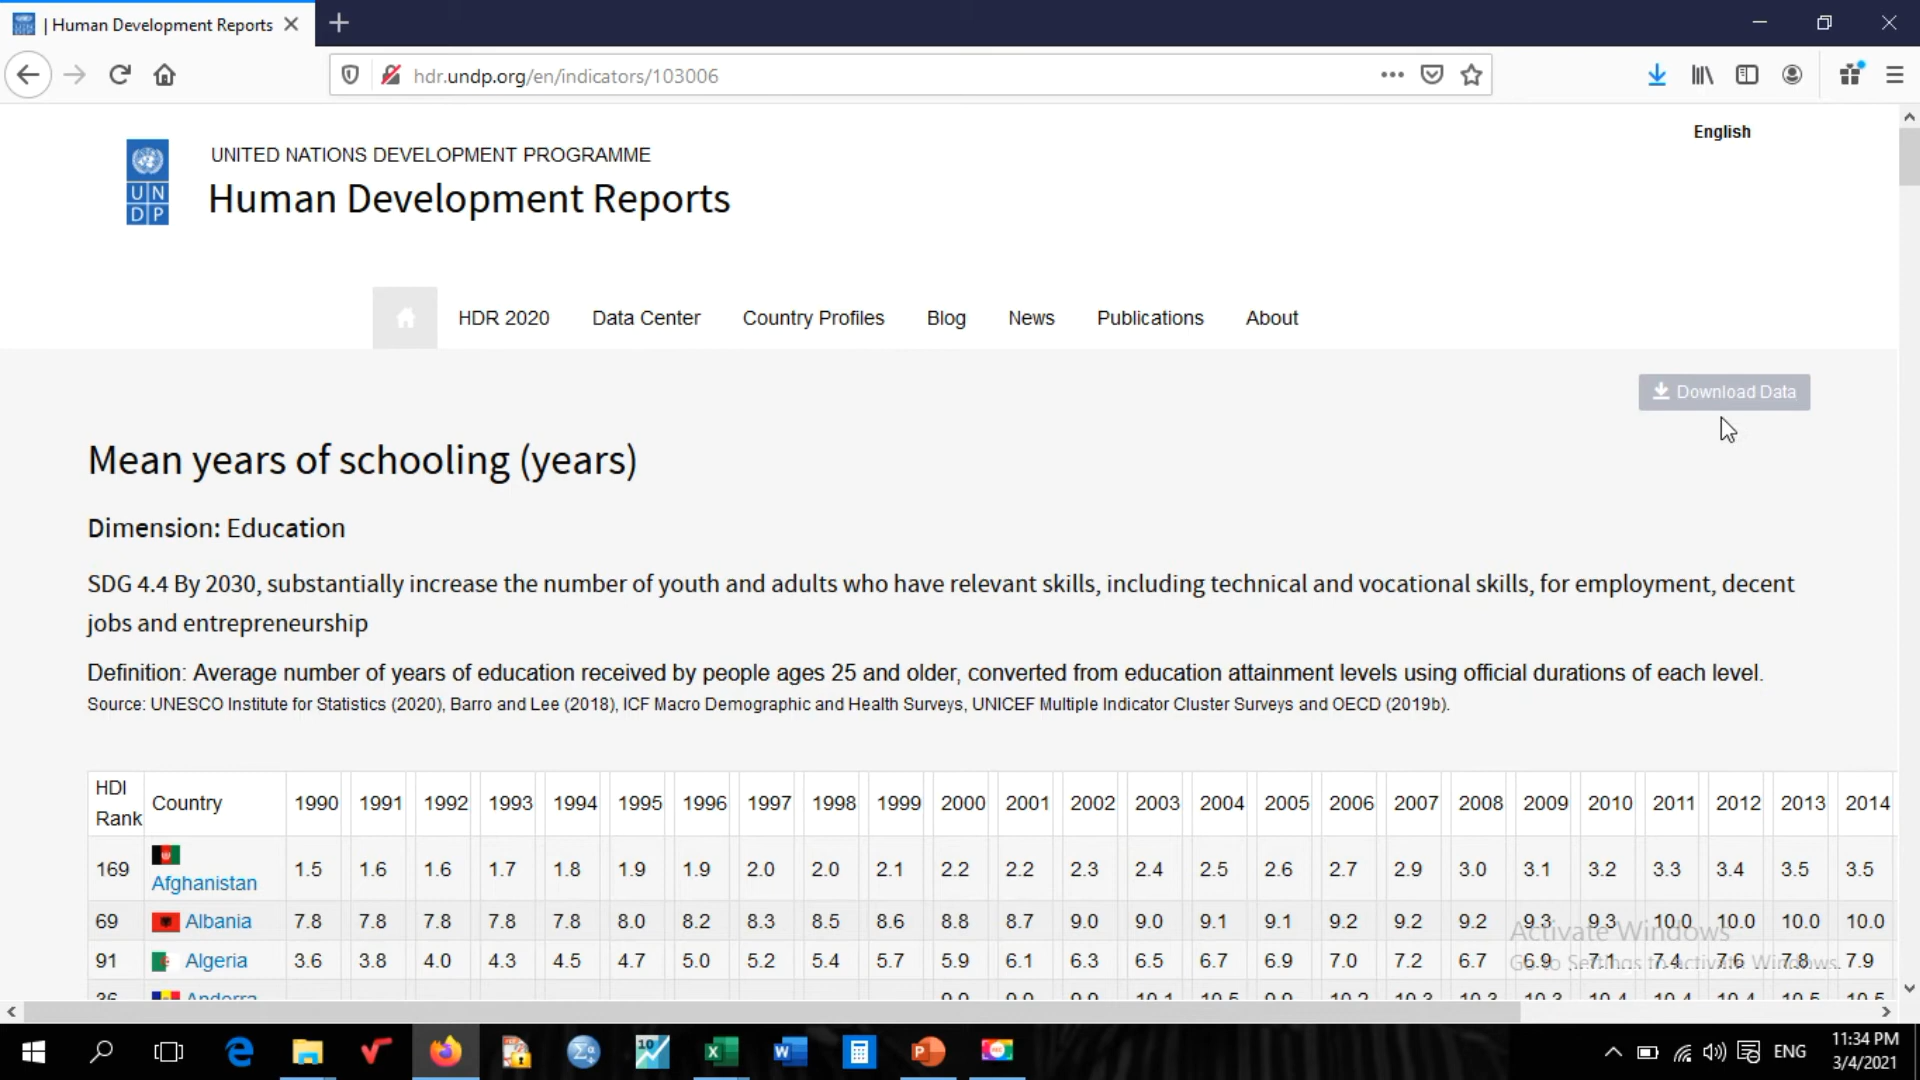 | Human Development Reports
hdr.undp.org/en/indicators/103006
English
UN
DP
UNITED NATIONS DEVELOPMENT PROGRAMME
Human Development Reports
HDR 2020 Data Center Country Profiles Blog News Publications About
Download Data
Mean years of schooling (years)
Dimension: Education
SDG 4.4 By 2030, substantially increase the number of youth and adults who have relevant skills, including technical and vocational skills, for employment, decent
jobs and entrepreneurship
Definition: Average number of years of education received by people ages 25 and older, converted from education attainment levels using official durations of each level.
Source: UNESCO Institute for Statistics (2020), Barro and Lee (2018), ICF Macro Demographic and Health Surveys, UNICEF Multiple Indicator Cluster Surveys and OECD (2019b).
HDI Rank Country 1990 1991 1992 1993 1994 1995 1996 1997 1998 1999 2000 2001 2002 2003 2004 2005 2006 2007 2008 2009 2010 2011 2012 2013 2014
169 Afghanistan 1.5 1.6 1.6 1.7 1.8 1.9 1.9 2.0 2.0 2.1 2.2 2.2 2.3 2.4 2.5 2.6 2.7 2.9 3.0 3.1 3.2 3.3 3.4 3.5 3.5
69 Albania 7.8 7.8 7.8 7.8 7.8 8.0 8.2 8.3 8.5 8.6 8.8 8.7 9.0 9.0 9.1 9.1 9.2 9.2 9.2 9.3 9.3 10.0 10.0 10.0 10.0
Activate Windows
91 Algeria 3.6 3.8 4.0 4.3 4.5 4.7 5.0 5.2 5.4 5.7 5.9 6.1 6.3 6.5 6.7 6.9 7.0 7.2 6.7 6.9 7.1 7.4 7.6 7.8 7.9
Go to Settings to activate Windows.
ENG
11:34 PM
3/4/2021